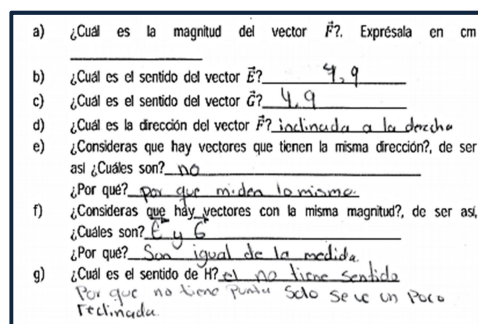 a) ¿Cuál es la magnitud del vector F⃗?. Exprésala en cm
b) ¿Cuál es el sentido del vector E⃗? 4,9
c) ¿Cuál es el sentido del vector G⃗? 4,9
d) ¿Cuál es la dirección del vector F⃗? inclinada a la derecha
e) ¿Consideras que hay vectores que tienen la misma dirección?, de ser
así ¿Cuáles son? no
¿Por qué? por que miden lo mismo
f) ¿Consideras que hay vectores con la misma magnitud?, de ser así,
¿Cuáles son? E⃗ y G⃗
¿Por qué? Son igual de la medida
g) ¿Cuál es el sentido de H? el no tiene sentido
Por que no tiene punta solo se ve un poco
reclinada